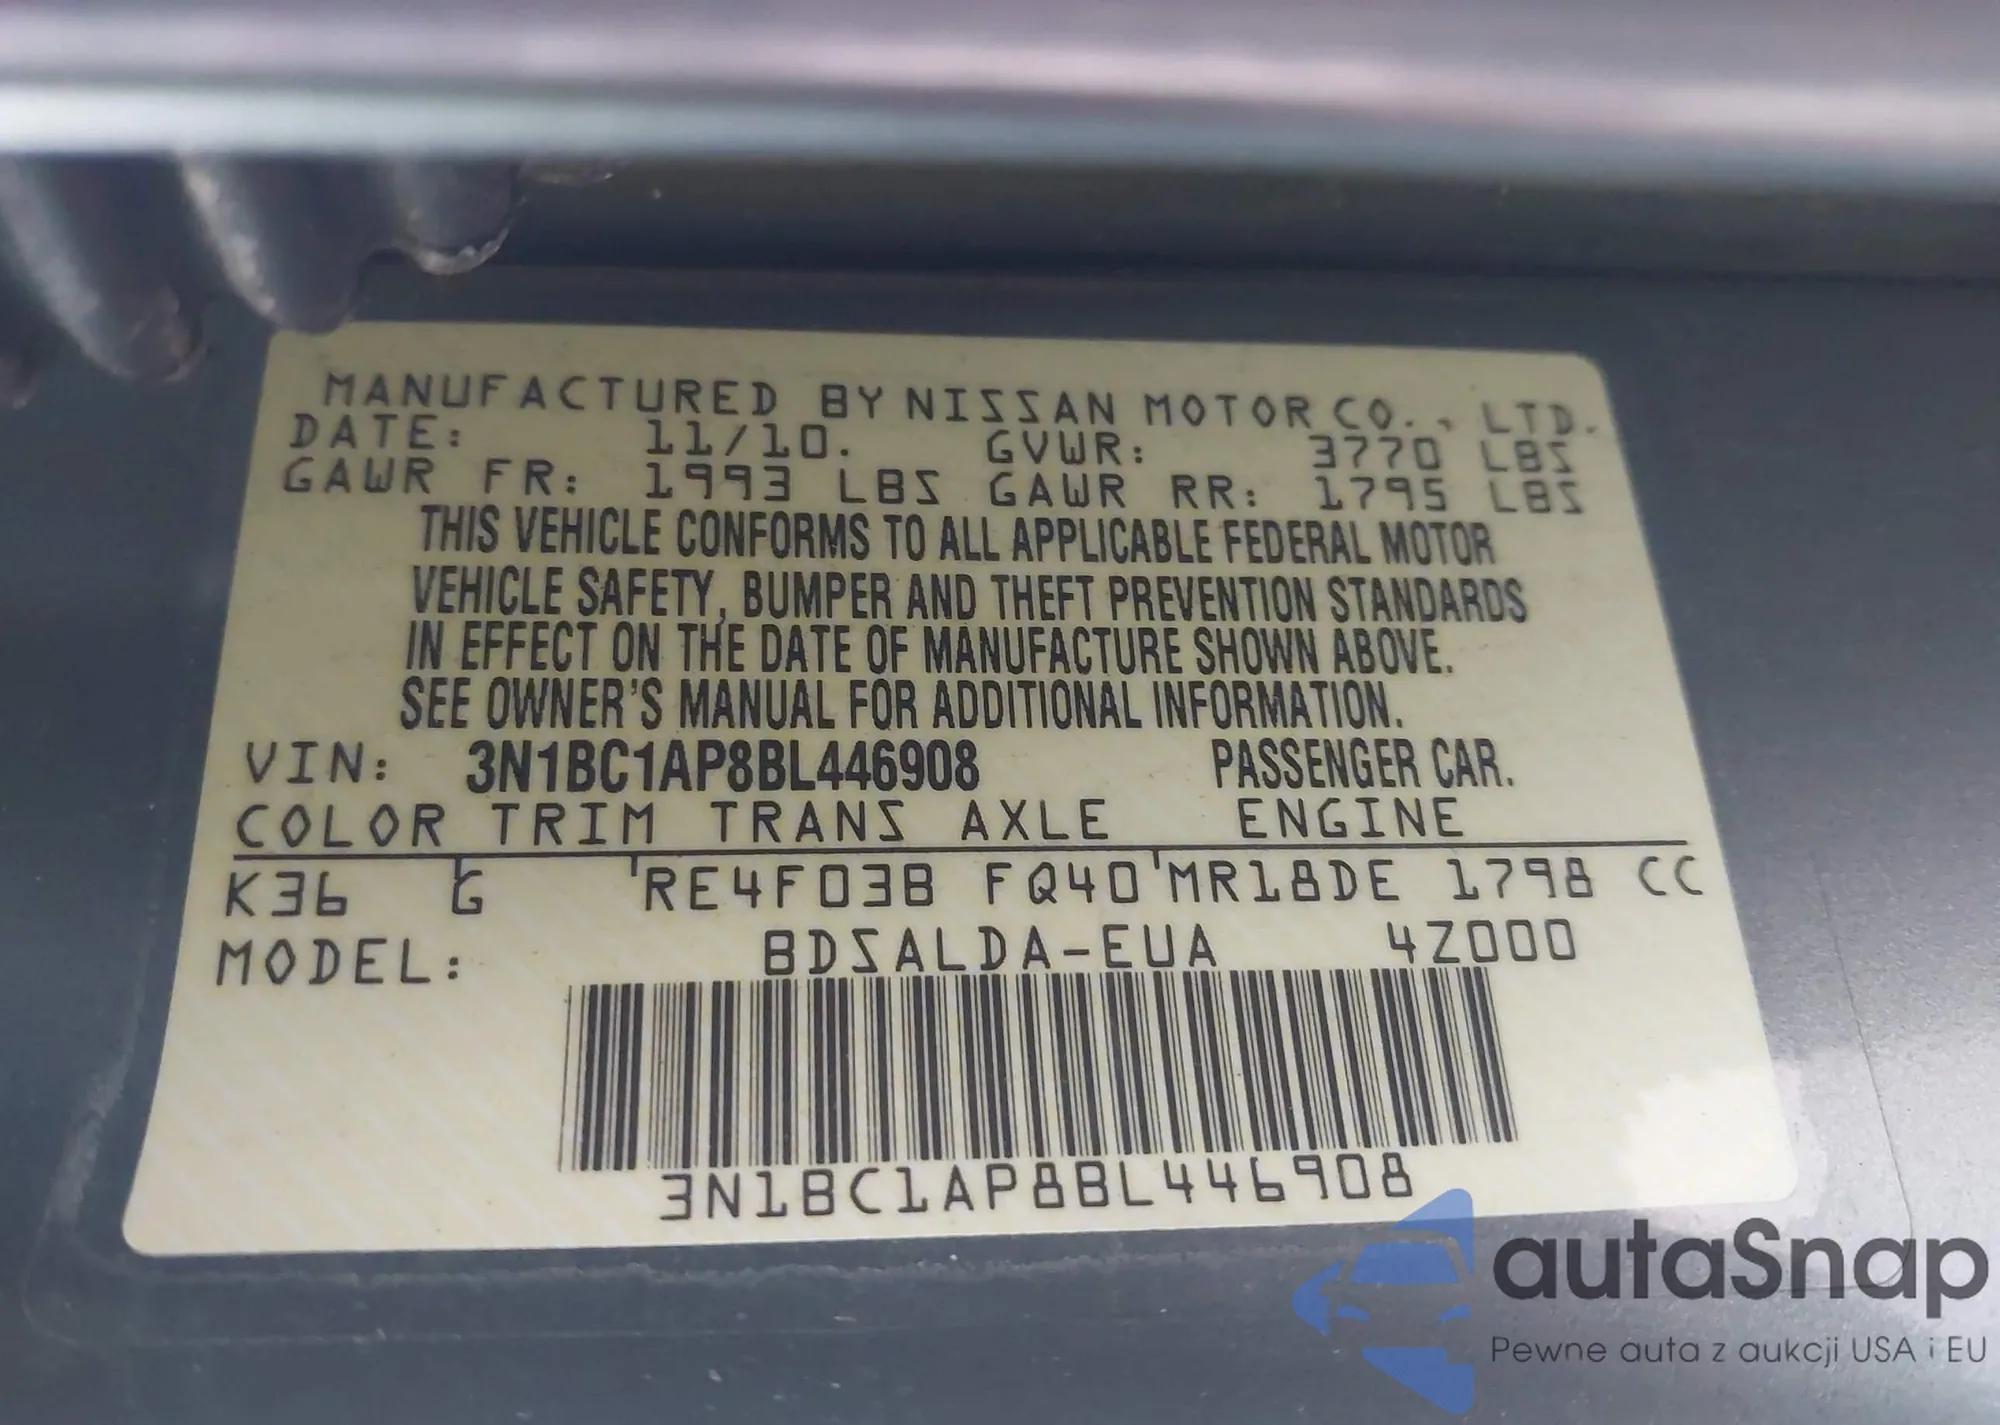 MANUFACTURED BY NISSAN MOTOR CO., LTD.
DATE: 11/10. GVWR: 3770 LBS
GAWR FR: 1993 LBS GAWR RR: 1795 LBS
THIS VEHICLE CONFORMS TO ALL APPLICABLE FEDERAL MOTOR
VEHICLE SAFETY, BUMPER AND THEFT PREVENTION STANDARDS
IN EFFECT ON THE DATE OF MANUFACTURE SHOWN ABOVE.
SEE OWNER'S MANUAL FOR ADDITIONAL INFORMATION.
VIN: 3N1BC1AP8BL446908 PASSENGER CAR.
COLOR TRIM TRANS AXLE ENGINE
K36 G RE4F03B FQ40 MR18DE 1798 CC
MODEL: BDSALDA-EUA 4Z000
3N1BC1AP8BL446908
autaSnap
Pewne auta z aukcji USA i EU